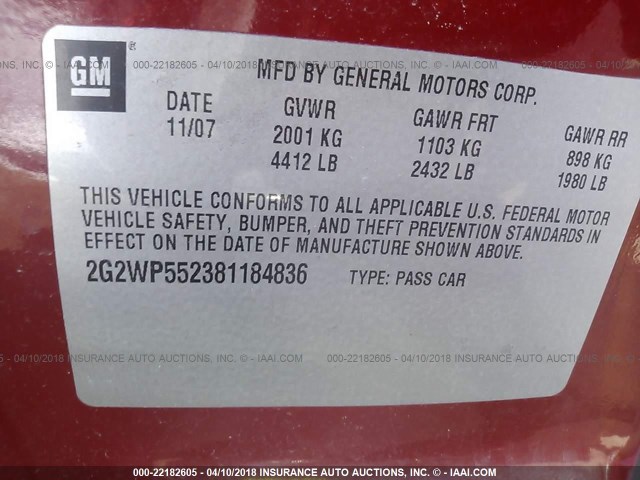 GM
®
MFD BY GENERAL MOTORS CORP.
DATE GVWR GAWR FRT GAWR RR
11/07 2001 KG 1103 KG 898 KG
4412 LB 2432 LB 1980 LB
THIS VEHICLE CONFORMS TO ALL APPLICABLE U.S. FEDERAL MOTOR
VEHICLE SAFETY, BUMPER, AND THEFT PREVENTION STANDARDS
IN EFFECT ON THE DATE OF MANUFACTURE SHOWN ABOVE.
2G2WP552381184836 TYPE: PASS CAR
000-22182605 - 04/10/2018 INSURANCE AUTO AUCTIONS, INC. - © IAAI.COM